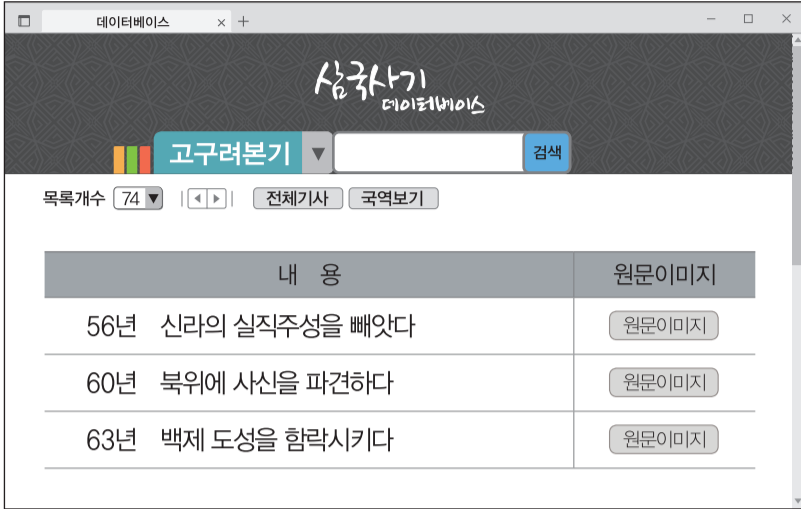 데이터베이스
삼국사기
데이터베이스
고구려본기 검색
목록개수 74 전체기사 국역보기
내 용 원문이미지
56년 신라의 실직주성을 빼앗다 원문이미지
60년 북위에 사신을 파견하다 원문이미지
63년 백제 도성을 함락시키다 원문이미지